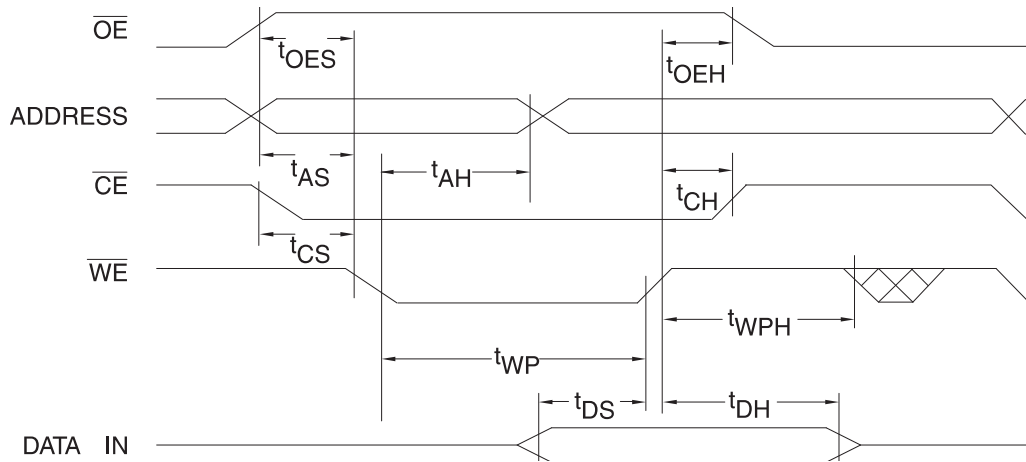 OE
tOES
tOEH
ADDRESS
tAS
tAH
CE
tCH
tCS
WE
tWPH
tWP
tDS
tDH
DATA IN